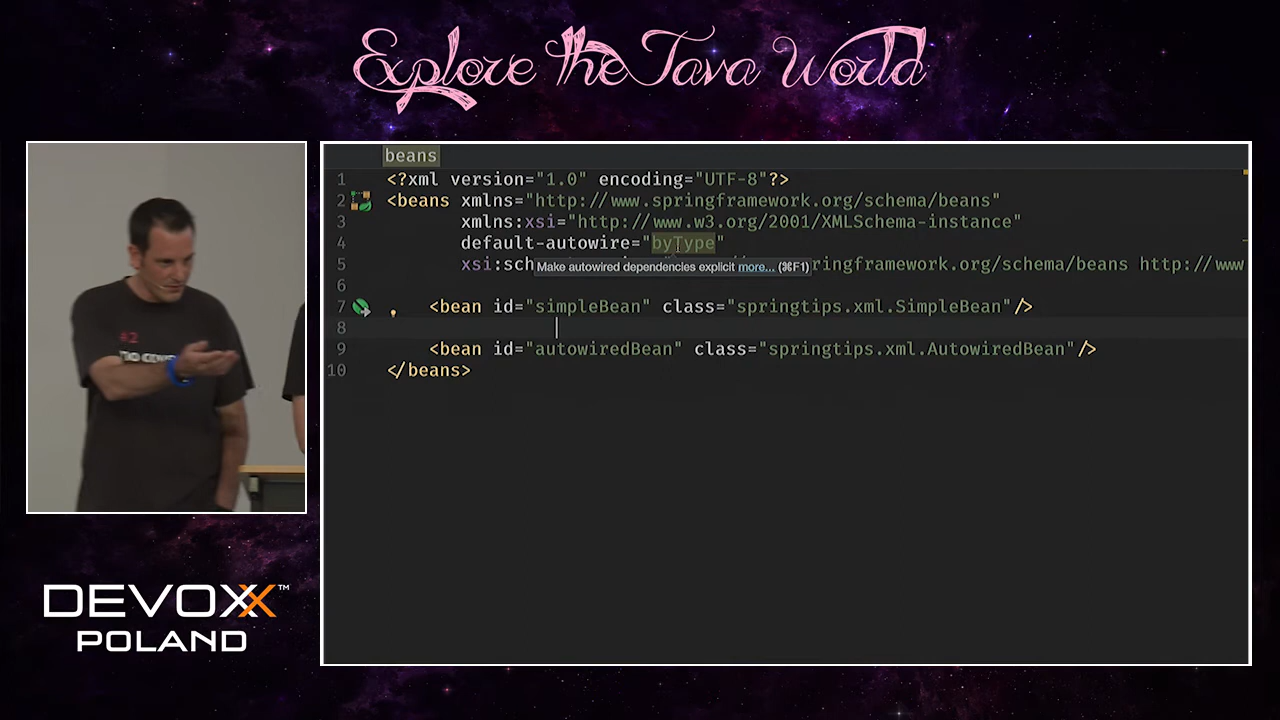 Explore the Java World
beans
1 <?xml version="1.0" encoding="UTF-8"?>
2 <beans xmlns="http://www.springframework.org/schema/beans"
3 xmlns:xsi="http://www.w3.org/2001/XMLSchema-instance"
4 default-autowire="byType"
5 xsi:sch ringframework.org/schema/beans http://www
Make autowired dependencies explicit more... (⌘F1)
7 <bean id="simpleBean" class="springtips.xml.SimpleBean"/>
8
9 <bean id="autowiredBean" class="springtips.xml.AutowiredBean"/>
10 </beans>
#2
DEVOXX™
POLAND